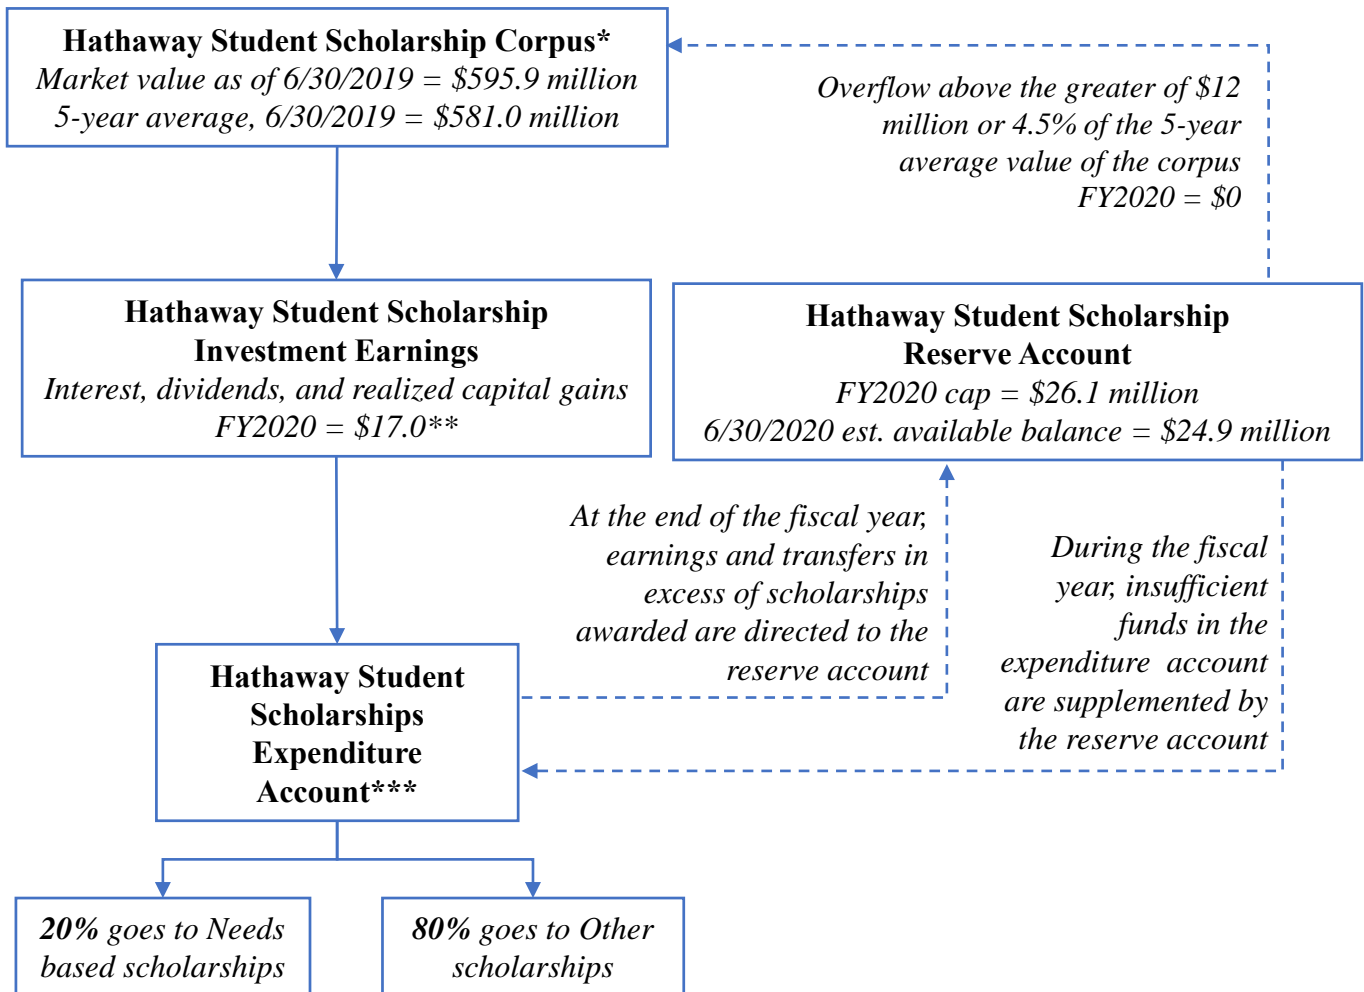 Hathaway Student Scholarship Corpus*
Market value as of 6/30/2019 = $595.9 million
5-year average, 6/30/2019 = $581.0 million
Overflow above the greater of $12
million or 4.5% of the 5-year
average value of the corpus
FY2020 = $0
Hathaway Student Scholarship
Investment Earnings
Interest, dividends, and realized capital gains
FY2020 = $17.0**
Hathaway Student Scholarship
Reserve Account
FY2020 cap = $26.1 million
6/30/2020 est. available balance = $24.9 million
At the end of the fiscal year,
earnings and transfers in
excess of scholarships
awarded are directed to the
reserve account
During the fiscal
year, insufficient
funds in the
expenditure account
are supplemented by
the reserve account
Hathaway Student
Scholarships
Expenditure
Account***
20% goes to Needs
based scholarships
80% goes to Other
scholarships